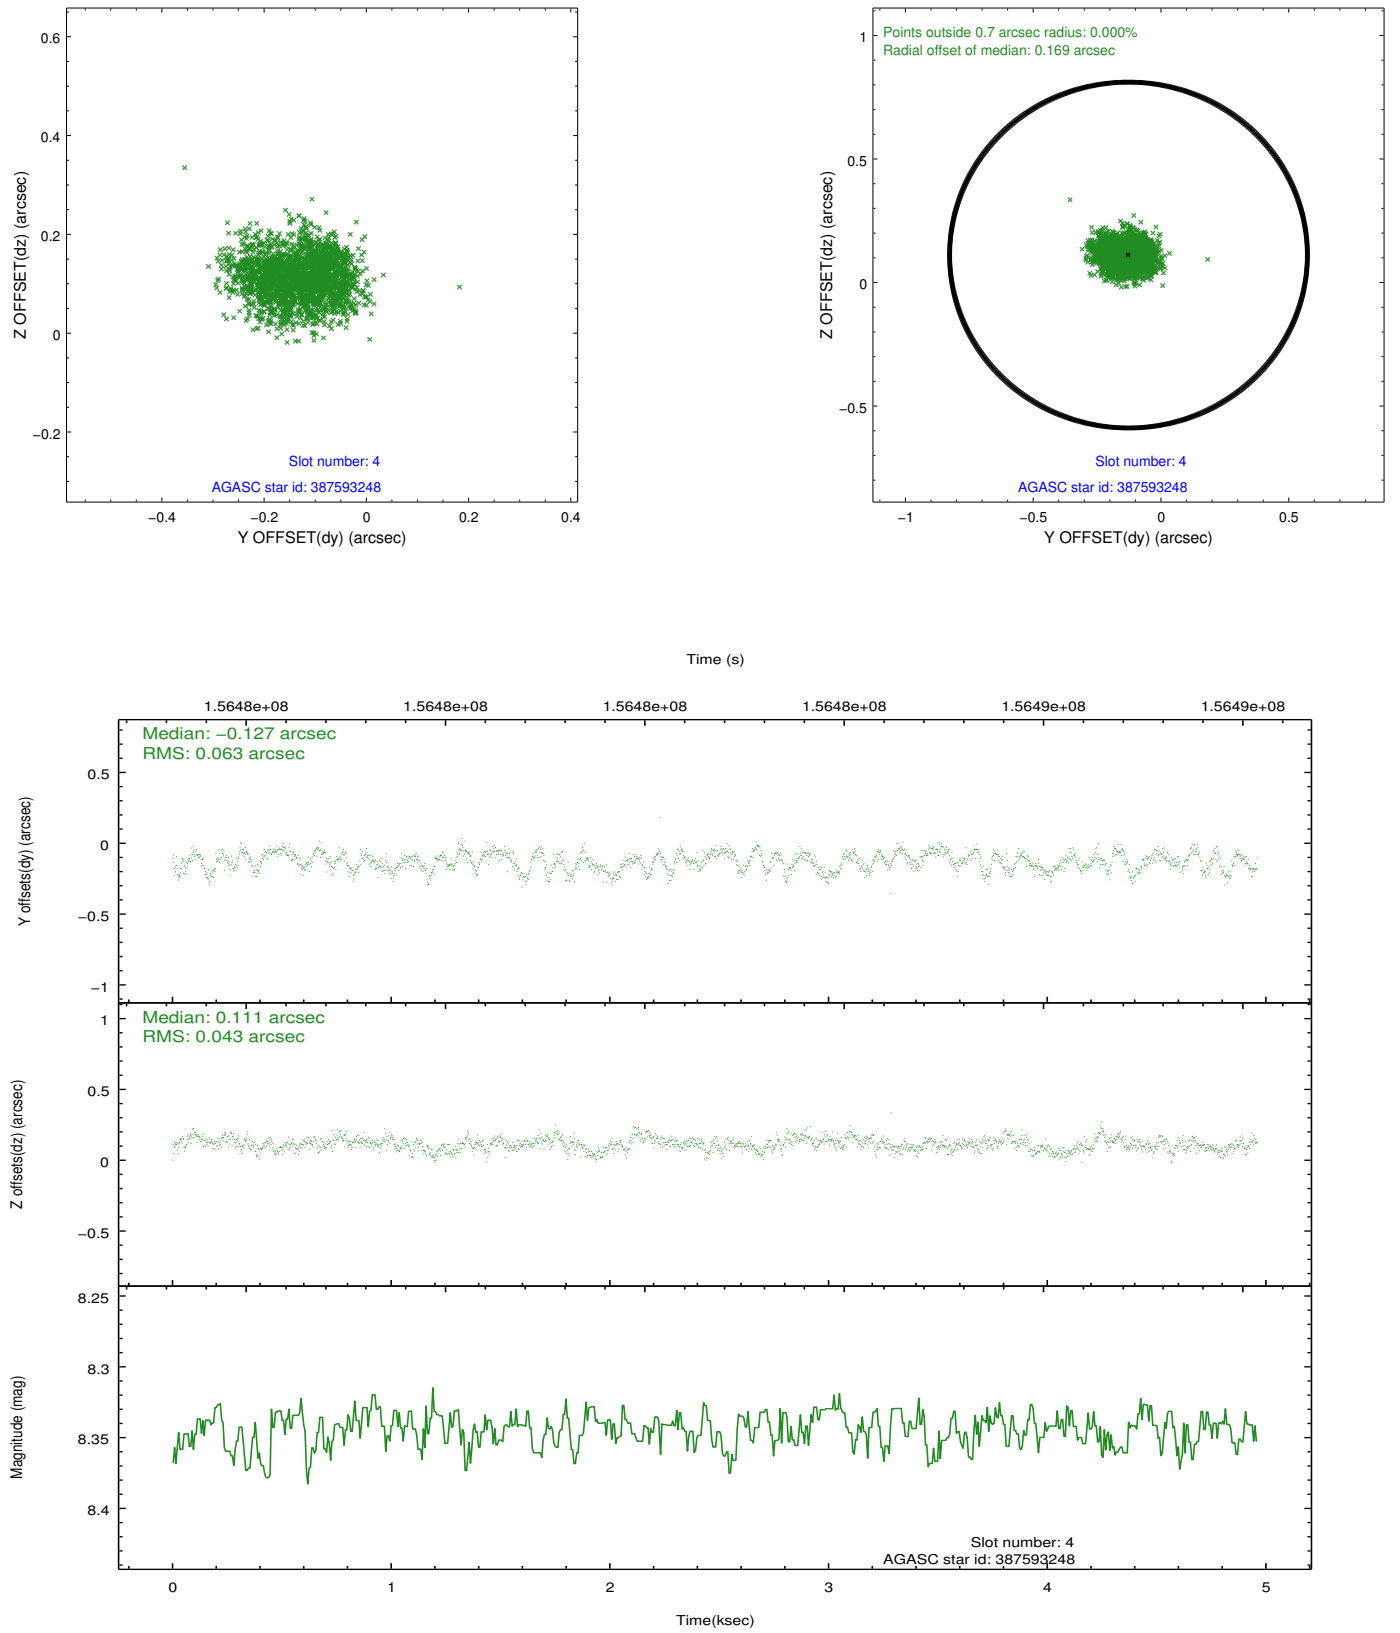 0.6
0.4
0.2
0
−0.2
−0.4
−0.2
0
0.2
0.4
Z OFFSET(dz) (arcsec)
Y OFFSET(dy) (arcsec)
Slot number: 4
AGASC star id: 387593248
Points outside 0.7 arcsec radius: 0.000%
Radial offset of median: 0.169 arcsec
1
0.5
0
−0.5
−1
−0.5
0
0.5
Z OFFSET(dz) (arcsec)
Y OFFSET(dy) (arcsec)
Slot number: 4
AGASC star id: 387593248
Time (s)
1.5648e+08 1.5648e+08 1.5648e+08 1.5648e+08 1.5649e+08 1.5649e+08
Median: −0.127 arcsec
RMS: 0.063 arcsec
0.5
0
−0.5
−1
Y offsets(dy) (arcsec)
Median: 0.111 arcsec
RMS: 0.043 arcsec
1
0.5
0
−0.5
Z offsets(dz) (arcsec)
8.25
8.3
8.35
8.4
Magnitude (mag)
Slot number: 4
AGASC star id: 387593248
0 1 2 3 4 5
Time(ksec)